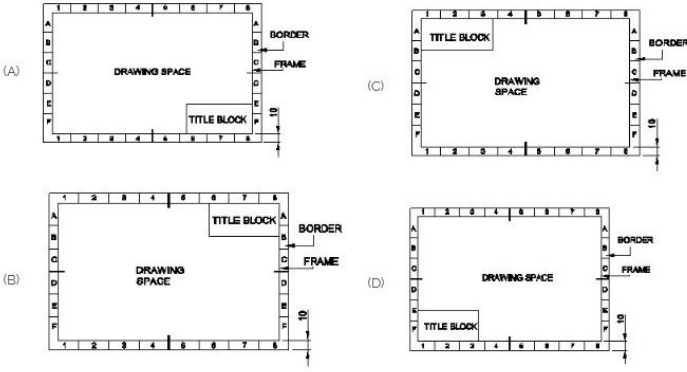 (A)
1 2 3 4 5 6 7 8
A A
B B
C C
D D
E E
F F
DRAWING SPACE
TITLE BLOCK
1 2 3 4 5 6 7 8
BORDER
FRAME
10
(C)
1 2 3 4 5 6 7 8
TITLE BLOCK
A A
B B
C C
D D
E E
F F
DRAWING
SPACE
1 2 3 4 5 6 7 8
BORDER
FRAME
10
(B)
1 2 3 4 5 6 7 8
TITLE BLOCK
A A
B B
C C
D D
E E
F F
DRAWING
SPACE
1 2 3 4 5 6 7 8
BORDER
FRAME
10
(D)
1 2 3 4 5 6 7 8
A A
B B
C C
D D
E E
F F
DRAWING SPACE
TITLE BLOCK
1 2 3 4 5 6 7 8
BORDER
FRAME
10